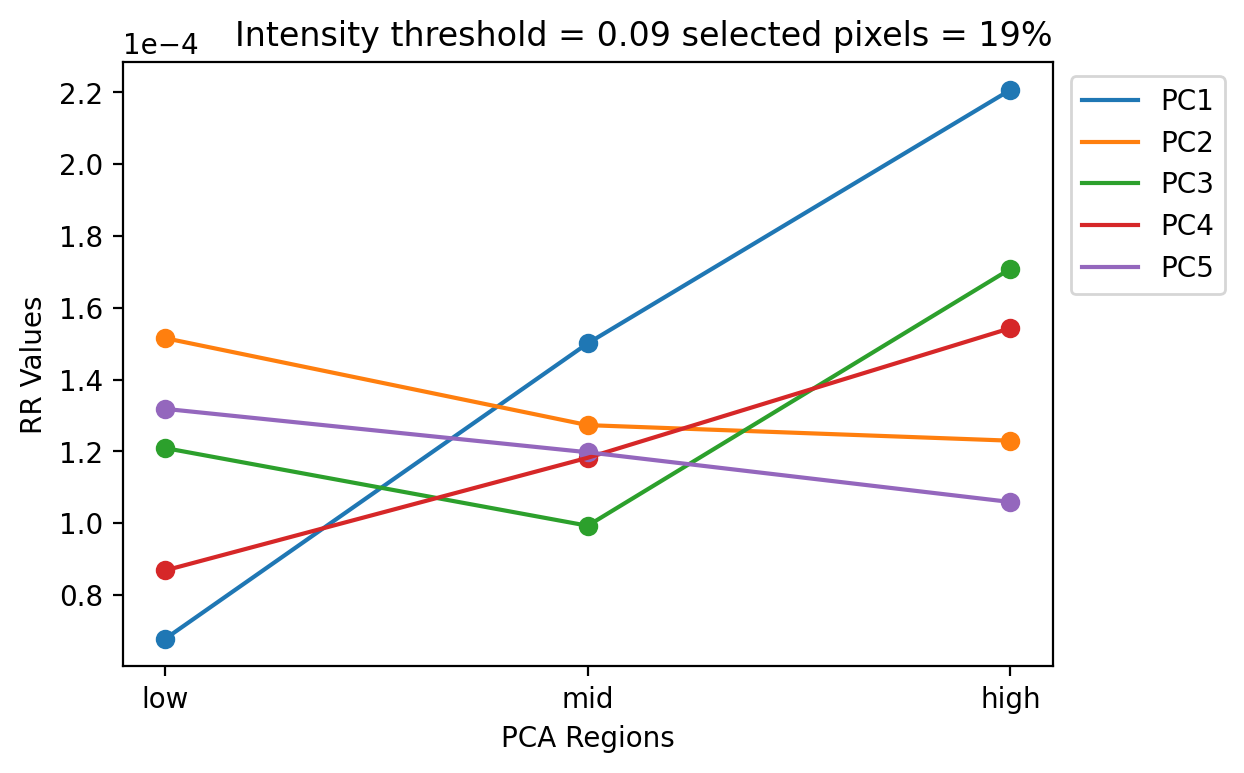 1e−4 Intensity threshold = 0.09 selected pixels = 19%
2.2
2.0
1.8
1.6
1.4
1.2
1.0
0.8
RR Values
low mid high
PCA Regions
PC1
PC2
PC3
PC4
PC5